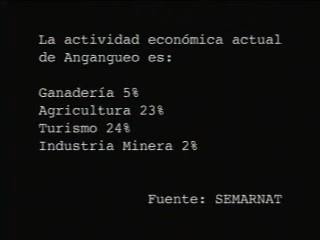 La actividad económica actual
de Angangueo es:
Ganadería 5%
Agricultura 23%
Turismo 24%
Industria Minera 2%
Fuente: SEMARNAT